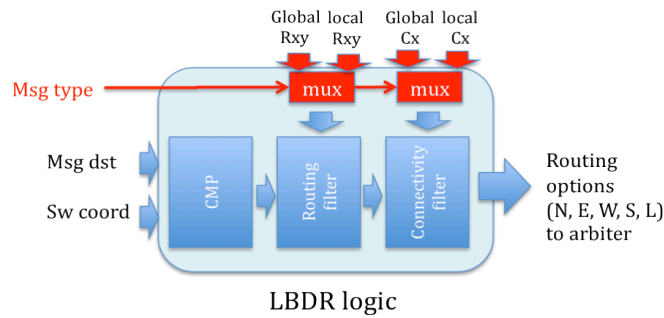 Global local Global local
Rxy Rxy Cx Cx
Msg type
mux
mux
Msg dst
Sw coord
CMP
Routing
filter
Connectivity
filter
Routing
options
(N, E, W, S, L)
to arbiter
LBDR logic